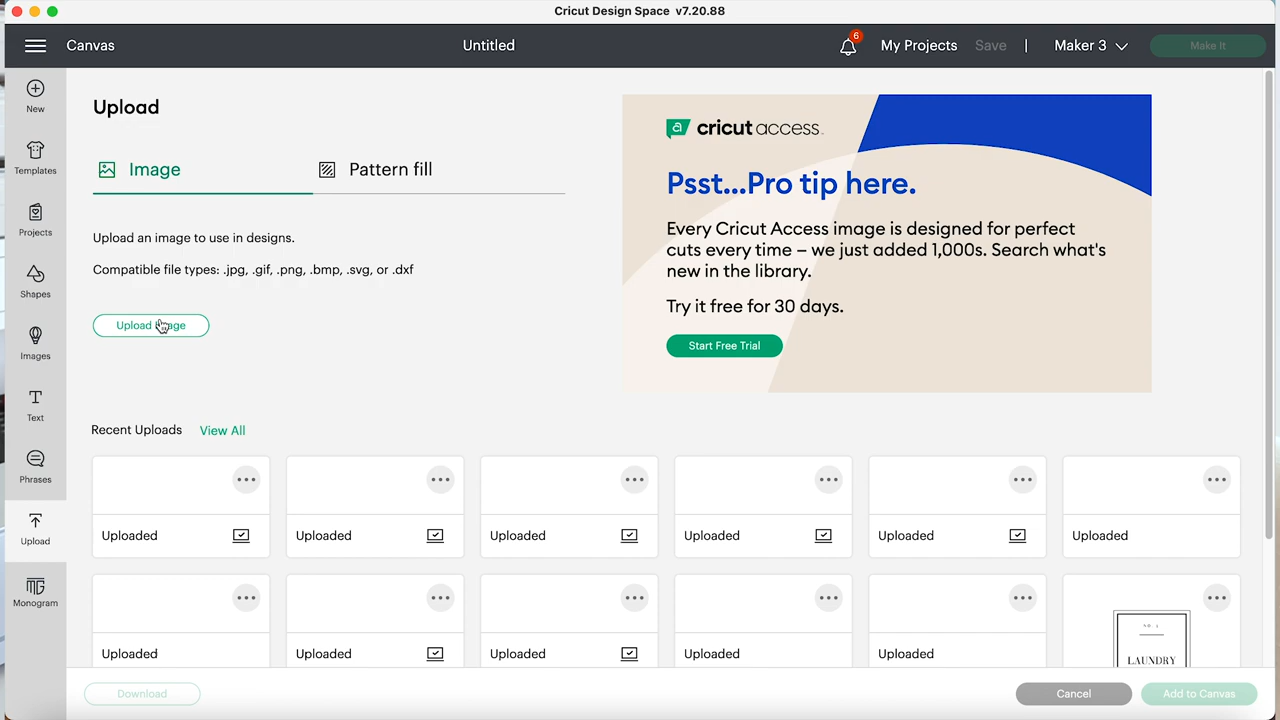 Cricut Design Space v7.20.88
Canvas
Untitled
6
My Projects
Save
Maker 3
Make It
New
Templates
Projects
Shapes
Images
Text
Phrases
Upload
Monogram
Upload
Image
Pattern fill
Upload an image to use in designs.
Compatible file types: .jpg, .gif, .png, .bmp, .svg, or .dxf
Upload
a cricut access.
Psst...Pro tip here.
Every Cricut Access image is designed for perfect
cuts every time – we just added 1,000s. Search what's
new in the library.
Try it free for 30 days.
Start Free Trial
Recent Uploads
View All
Uploaded
Uploaded
Uploaded
Uploaded
Uploaded
Uploaded
Uploaded
Uploaded
Uploaded
Uploaded
Uploaded
LAUNDRY
Download
Cancel
Add to Canvas